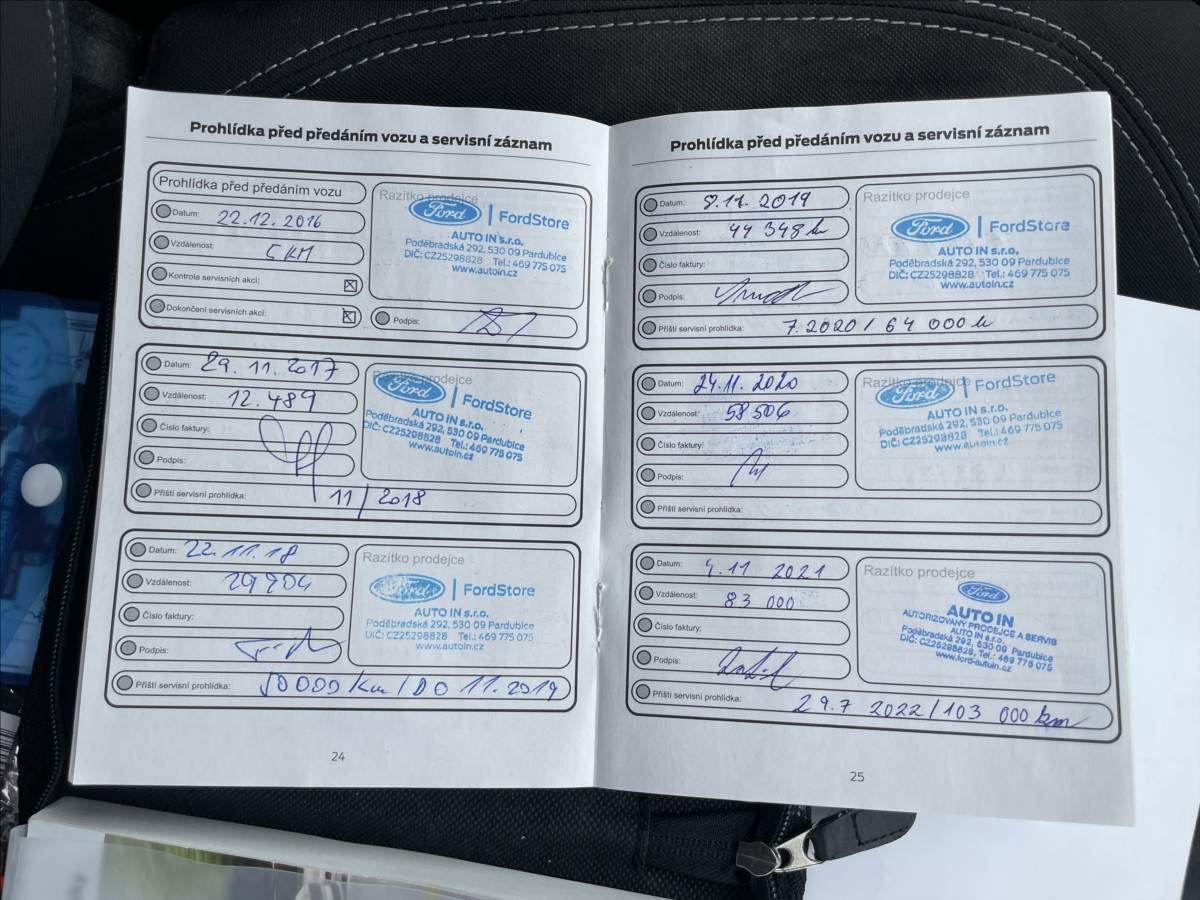 Prohlídka před předáním vozu a servisní záznam
Prohlídka před předáním vozu
Datum: 22.12.2016
Vzdálenost: 5 KM
Kontrola servisních akcí:
Dokončení servisních akcí:
Razítko prodejce
Ford | FordStore
AUTO IN s.r.o.
Poděbradská 292, 530 09 Pardubice
DIČ: CZ25298828 Tel.: 469 775 075
www.autoin.cz
Podpis:
Datum: 29.11.2017
Vzdálenost: 12.489
Číslo faktury:
Podpis:
Příští servisní prohlídka: 11/2018
Razítko prodejce
Ford | FordStore
AUTO IN s.r.o.
Poděbradská 292, 530 09 Pardubice
DIČ: CZ25298828 Tel.: 469 775 075
www.autoin.cz
Datum: 22.11.18
Vzdálenost: 29704
Číslo faktury:
Podpis:
Příští servisní prohlídka: 50000 Km/DO 11.2019
Razítko prodejce
Ford | FordStore
AUTO IN s.r.o.
Poděbradská 292, 530 09 Pardubice
DIČ: CZ25298828 Tel.: 469 775 075
www.autoin.cz
24
Prohlídka před předáním vozu a servisní záznam
Datum: 8.11.2019
Vzdálenost: 44 348
Číslo faktury:
Podpis:
Příští servisní prohlídka: 7.2020/64 000
Razítko prodejce
Ford | FordStore
AUTO IN s.r.o.
Poděbradská 292, 530 09 Pardubice
DIČ: CZ25298828 Tel.: 469 775 075
www.autoin.cz
Datum: 24.11.2020
Vzdálenost: 58506
Číslo faktury:
Podpis:
Příští servisní prohlídka:
Razítko prodejce
Ford | FordStore
AUTO IN s.r.o.
Poděbradská 292, 530 09 Pardubice
DIČ: CZ25298828 Tel.: 469 775 075
www.autoin.cz
Datum: 4.11 2021
Vzdálenost: 83 000
Číslo faktury:
Podpis:
Příští servisní prohlídka: 29.7 2022/103 000 km
Razítko prodejce
Ford
AUTO IN
AUTORIZOVANÝ PRODEJCE A SERVIS
AUTO IN s.r.o.
Poděbradská 292, 530 09 Pardubice
DIČ: CZ25298828, Tel.: 469 775 075
www.ford-autoin.cz
25